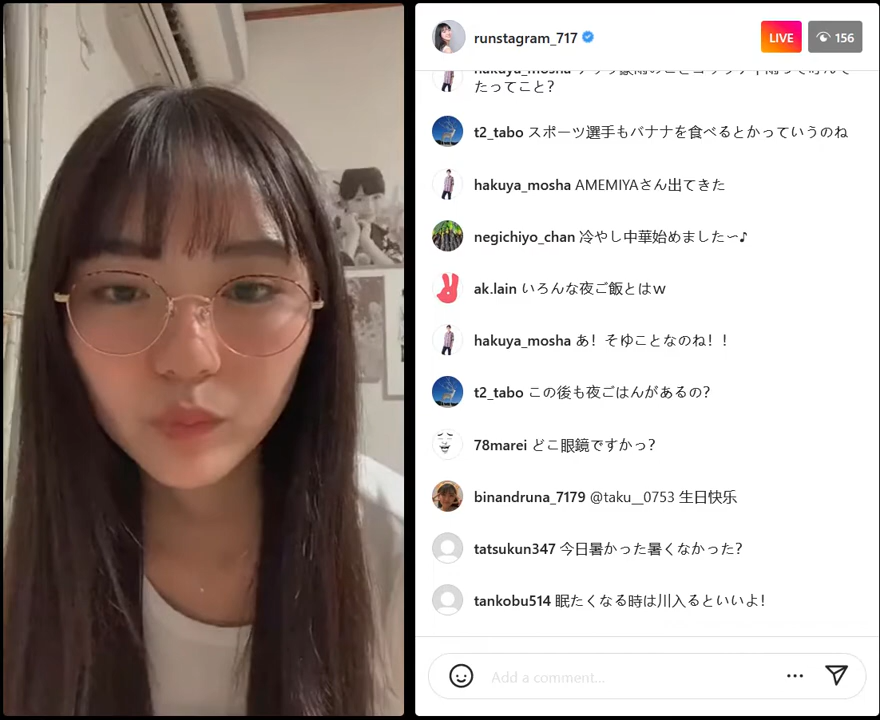 runstagram_717
LIVE
156
hakuya_mosha
たってこと？
t2_tabo スポーツ選手もバナナを食べるとかっていうのね
hakuya_mosha AMEMIYAさん出てきた
negichiyo_chan 冷やし中華始めました〜♪
ak.lain いろんな夜ご飯とはｗ
hakuya_mosha あ！そゆことなのね！！
t2_tabo この後も夜ごはんがあるの？
78marei どこ眼鏡ですかっ？
binandruna_7179 @taku__0753 生日快乐
tatsukun347 今日暑かった暑くなかった？
tankobu514 眠たくなる時は川入るといいよ！
Add a comment...